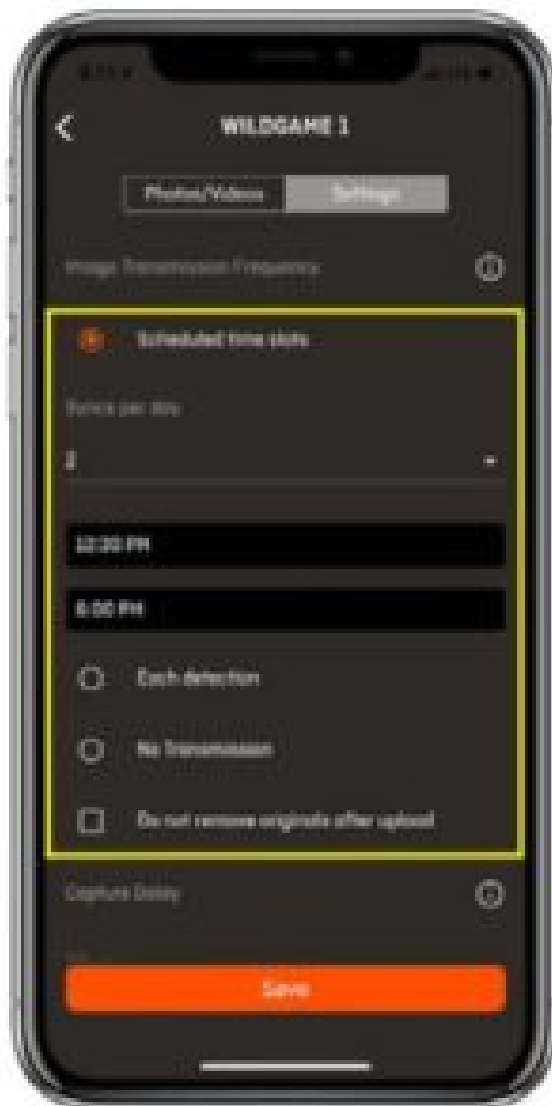 WILDGAME 1
Photos/Videos Settings
Image Transmission Frequency
Scheduled time slots
Syncs per day
2
12:30 PM
6:00 PM
Each detection
No Transmission
Do not remove originals after upload
Capture Delay
Save